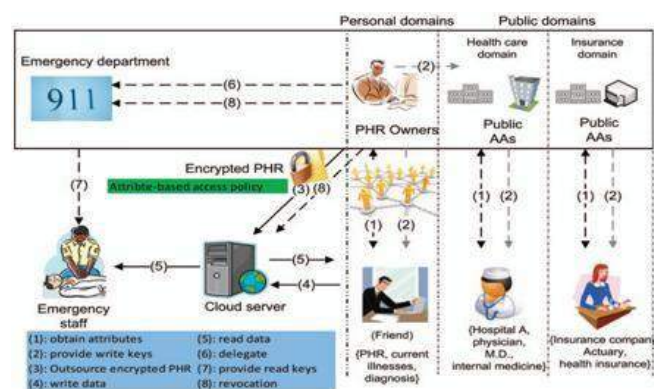 Personal domains
Public domains
Emergency department
911
(6)
(8)
(2)
PHR Owners
Health care
domain
Public
AAs
Insurance
domain
Public
AAs
Encrypted PHR
Attribte-based access policy
(3)
(8)
(7)
(1)
(2)
(1)
(2)
(1)
(2)
(5)
(5)
(4)
Emergency
staff
Cloud server
(Friend)
{PHR, current
illnesses,
diagnosis}
{Hospital A,
physician,
M.D.,
internal medicine}
{Insurance compan
Actuary,
health insurance}
(1): obtain attributes
(2): provide write keys
(3): Outsource encrypted PHR
(4): write data
(5): read data
(6): delegate
(7): provide read keys
(8): revocation